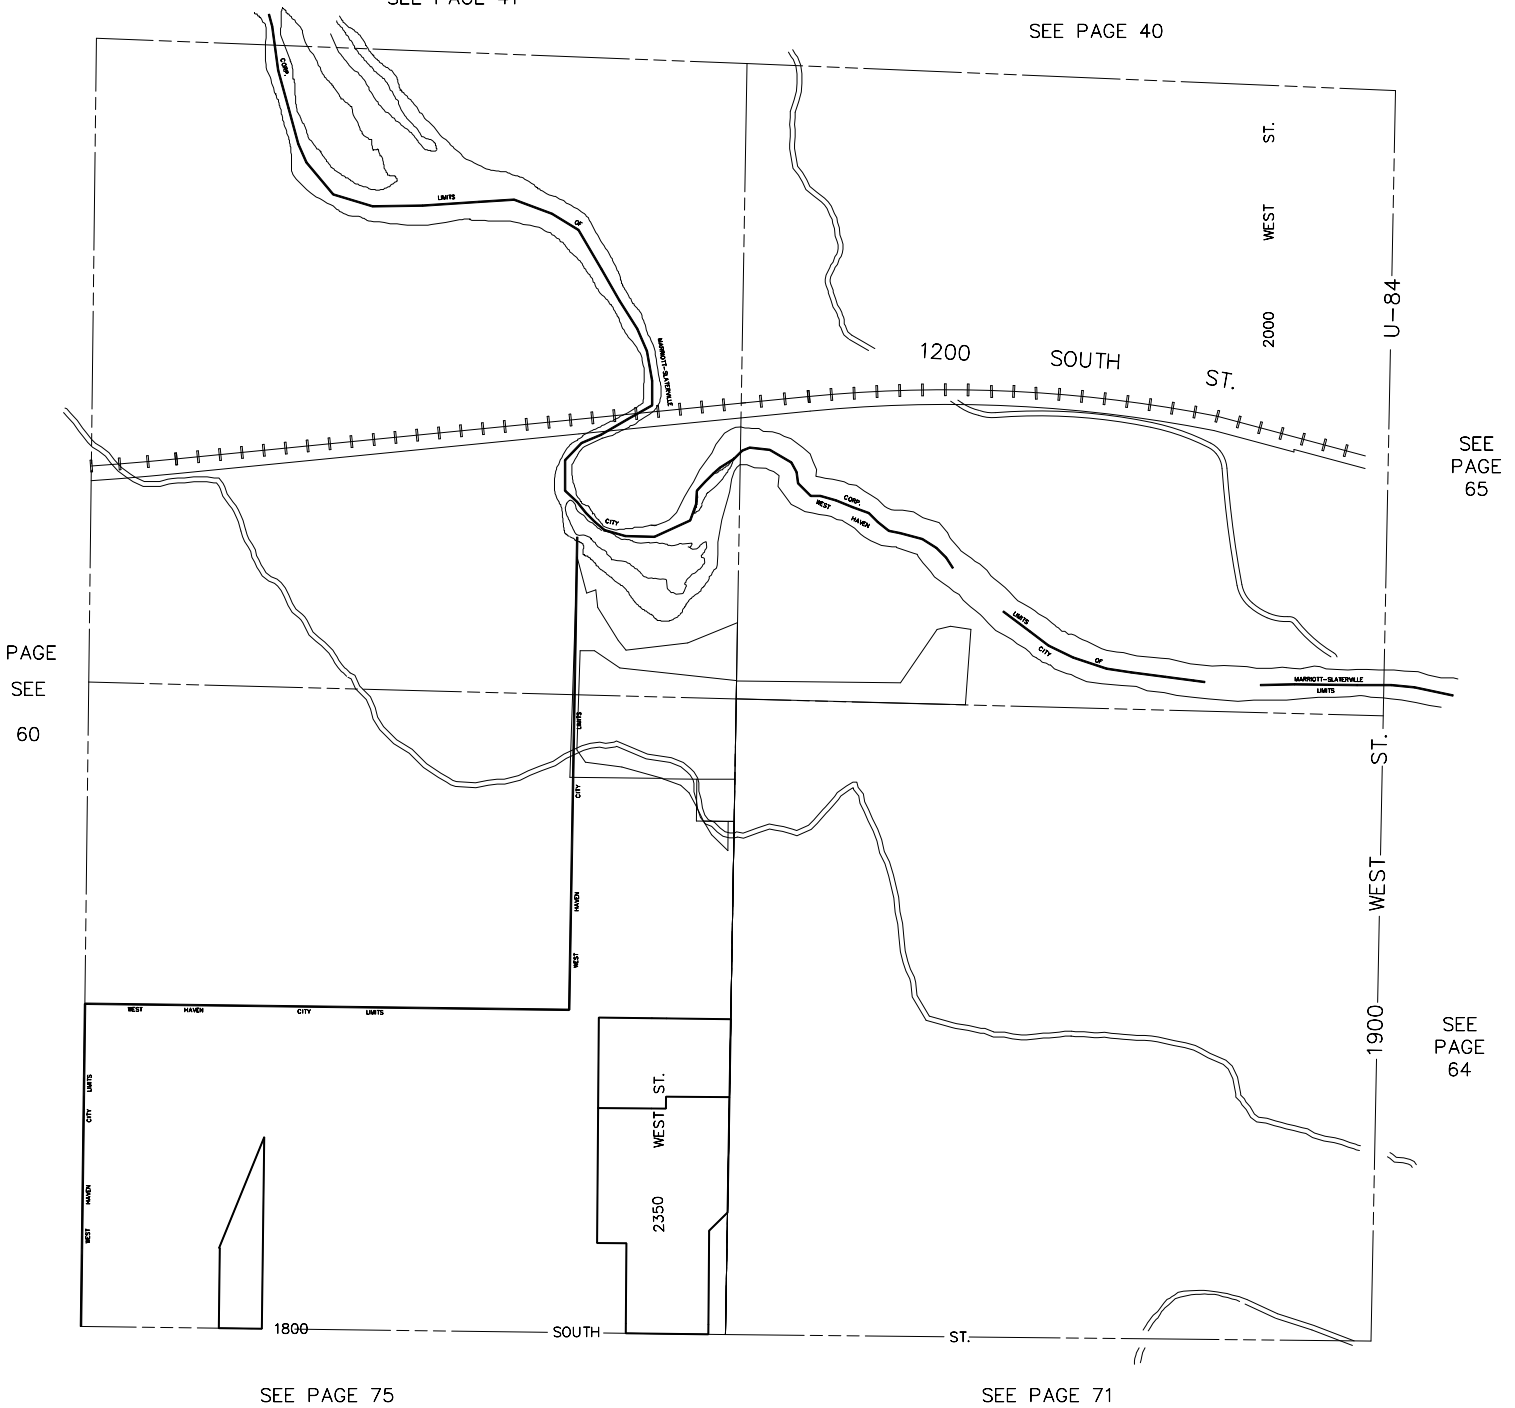 SEE PAGE 41
SEE PAGE 40
CORP.
LIMITS
OF
MARRIOTT-SLATERVILLE
2000 WEST ST.
U-84
1200 SOUTH ST.
SEE
PAGE
65
CITY
CORP.
WEST HAVEN
LIMITS
CITY
OF
MARRIOTT-SLATERVILLE
LIMITS
PAGE
SEE
60
WEST HAVEN CITY LIMITS
1900 WEST ST.
WEST HAVEN CITY LIMITS
WEST HAVEN CITY LIMITS
2350 WEST ST.
SEE
PAGE
64
1800 SOUTH ST.
SEE PAGE 75
SEE PAGE 71